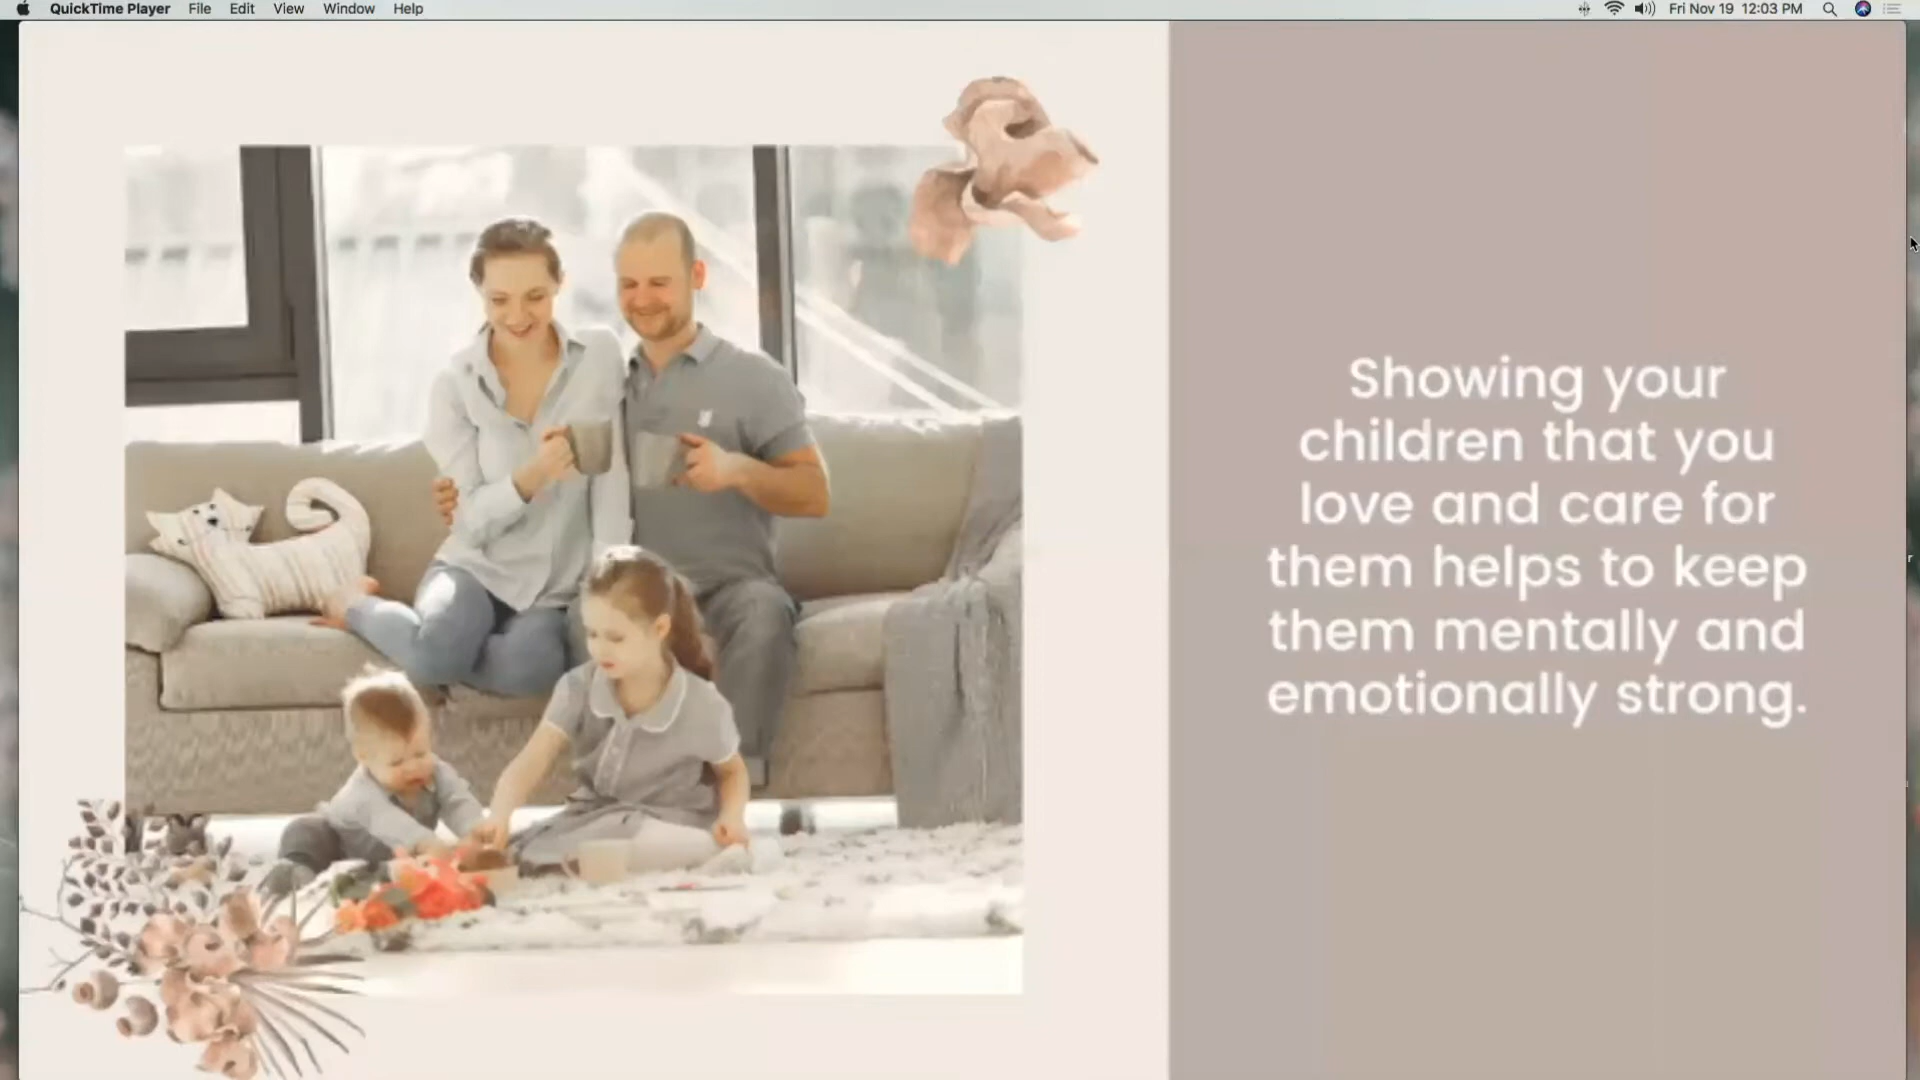 QuickTime Player File Edit View Window Help Fri Nov 19 12:03 PM
Showing your
children that you
love and care for
them helps to keep
them mentally and
emotionally strong.